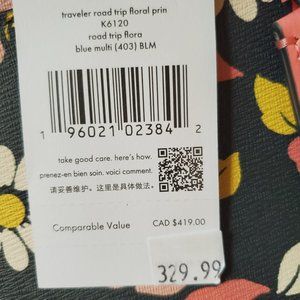 traveler road trip floral prin
K6120
road trip flora
blue multi (403) BLM
1 96021 02384 2
take good care. here's how.
prenez-en bien soin. voici comment.
请妥善维护。这里是具体做法。
Comparable Value CAD $419.00
329.99